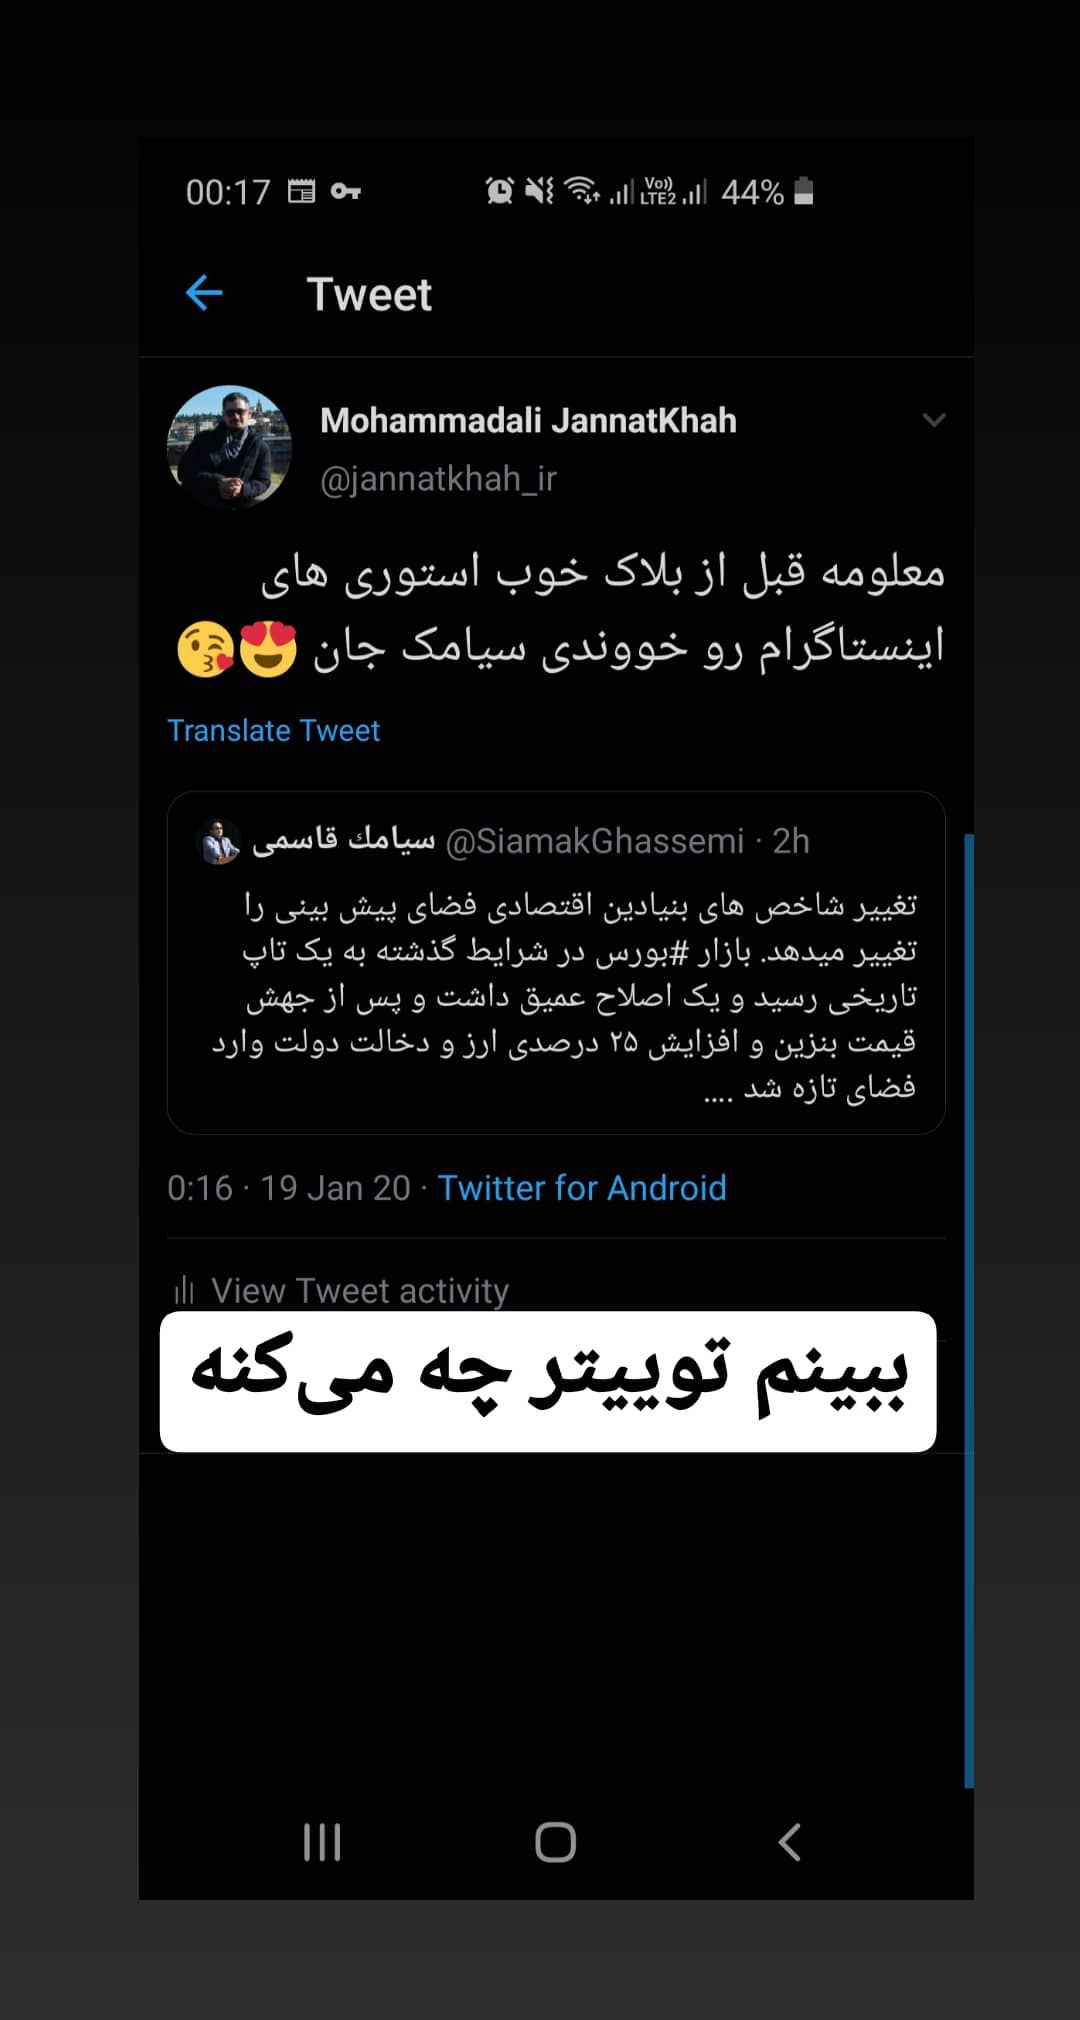 00:17 Vo)) LTE2 44%
Tweet
Mohammadali JannatKhah
@jannatkhah_ir
معلومه قبل از بلاک خوب استوری های
اینستاگرام رو خووندی سیامک جان 😍😘
Translate Tweet
سيامك قاسمى @SiamakGhassemi · 2h
تغییر شاخص های بنیادین اقتصادی فضای پیش بینی را
تغییر میدهد. بازار #بورس در شرایط گذشته به یک تاپ
تاریخی رسید و یک اصلاح عمیق داشت و پس از جهش
قیمت بنزین و افزایش ۲۵ درصدی ارز و دخالت دولت وارد
فضای تازه شد ....
0:16 · 19 Jan 20 · Twitter for Android
View Tweet activity
ببینم توییتر چه می‌کنه